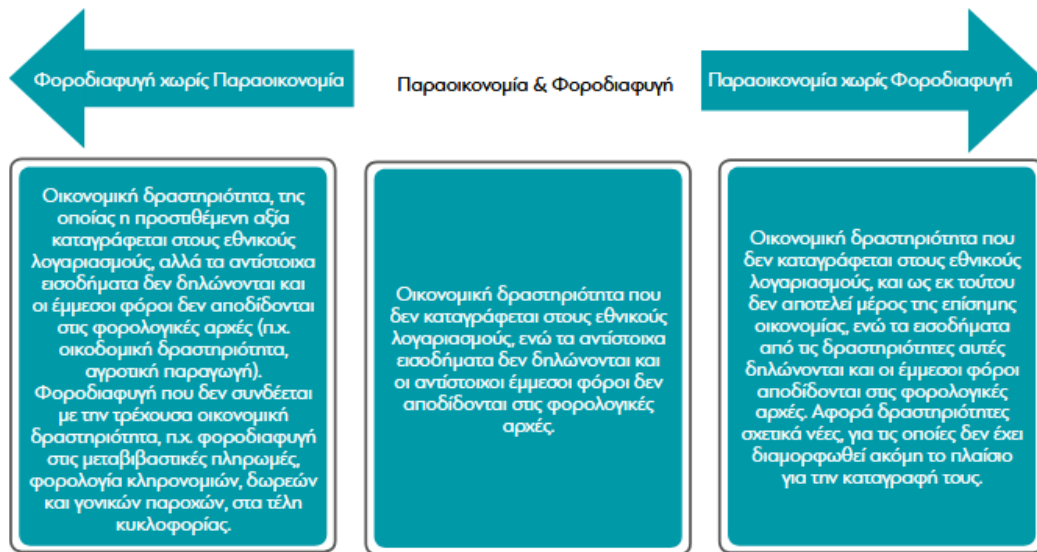 Φοροδιαφυγή χωρίς Παραοικονομία
Παραοικονομία & Φοροδιαφυγή
Παραοικονομία χωρίς Φοροδιαφυγή
Οικονομική δραστηριότητα, της
οποίας η προστιθέμενη αξία
καταγράφεται στους εθνικούς
λογαριασμούς, αλλά τα αντίστοιχα
εισοδήματα δεν δηλώνονται και
οι έμμεσοι φόροι δεν αποδίδονται
στις φορολογικές αρχές (π.χ.
οικοδομική δραστηριότητα,
αγροτική παραγωγή).
Φοροδιαφυγή που δεν συνδέεται
με την τρέχουσα οικονομική
δραστηριότητα, π.χ. φοροδιαφυγή
στις μεταβιβαστικές πληρωμές,
φορολογία κληρονομιών, δωρεών
και γονικών παροχών, στα τέλη
κυκλοφορίας.
Οικονομική δραστηριότητα που
δεν καταγράφεται στους εθνικούς
λογαριασμούς, ενώ τα αντίστοιχα
εισοδήματα δεν δηλώνονται και
οι αντίστοιχοι έμμεσοι φόροι δεν
αποδίδονται στις φορολογικές
αρχές.
Οικονομική δραστηριότητα που
δεν καταγράφεται στους εθνικούς
λογαριασμούς, και ως εκ τούτου
δεν αποτελεί μέρος της επίσημης
οικονομίας, ενώ τα εισοδήματα
από τις δραστηριότητες αυτές
δηλώνονται και οι έμμεσοι φόροι
αποδίδονται στις φορολογικές
αρχές. Αφορά δραστηριότητες
σχετικά νέες, για τις οποίες δεν έχει
διαμορφωθεί ακόμη το πλαίσιο
για την καταγραφή τους.